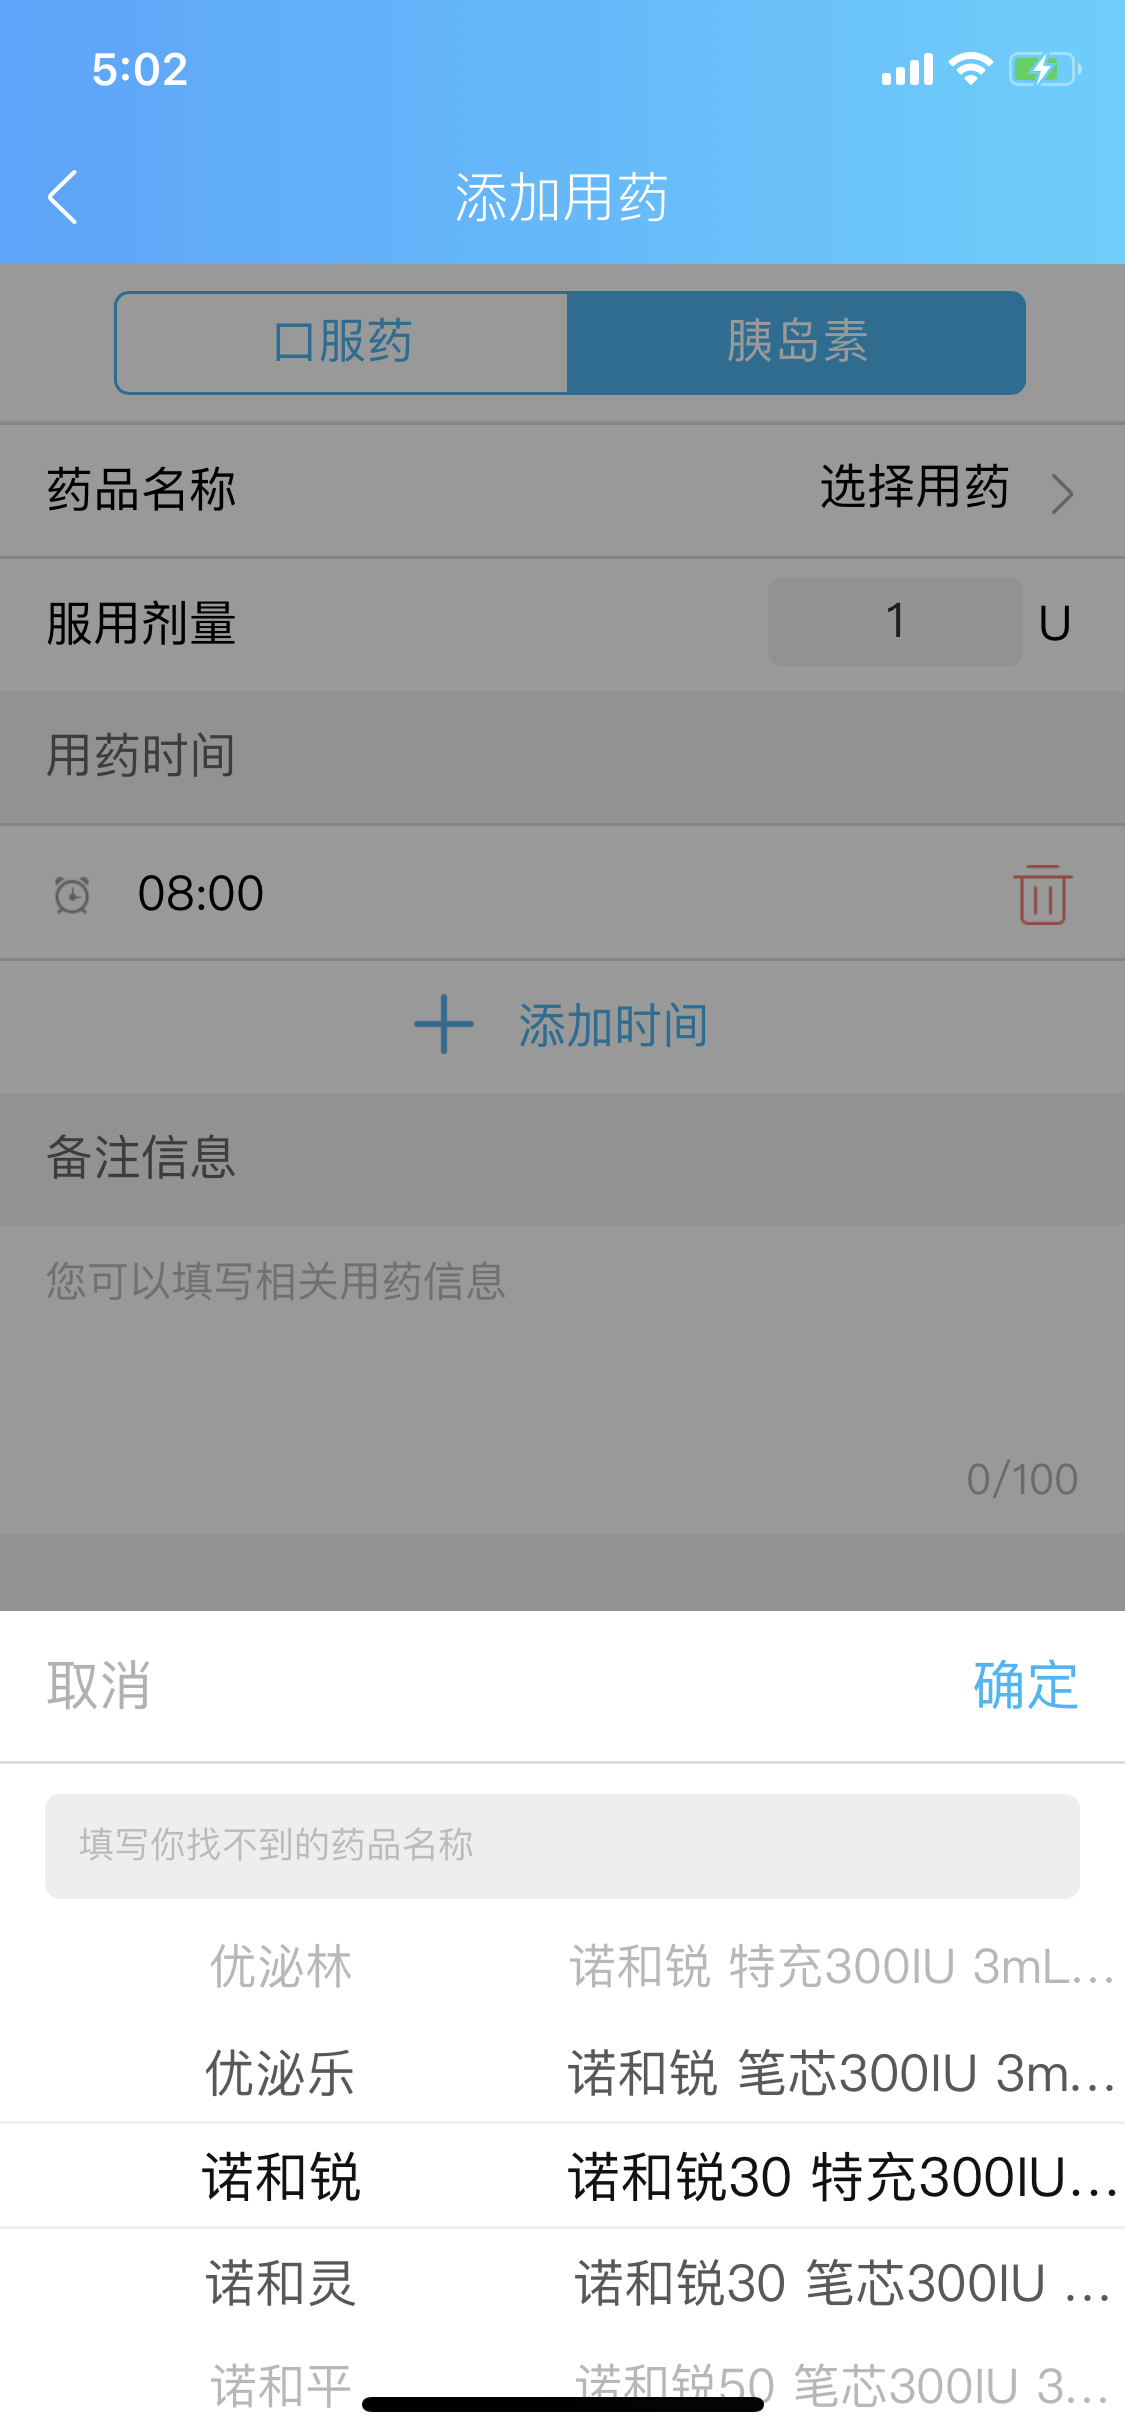 5:02
添加用药
口服药 胰岛素
药品名称 选择用药
服用剂量 1 U
用药时间
08:00
添加时间
备注信息
您可以填写相关用药信息
0/100
取消 确定
填写你找不到的药品名称
优泌林 诺和锐 特充300IU 3mL...
优泌乐 诺和锐 笔芯300IU 3m...
诺和锐 诺和锐30 特充300IU...
诺和灵 诺和锐30 笔芯300IU ...
诺和平 诺和锐50 笔芯300IU 3...